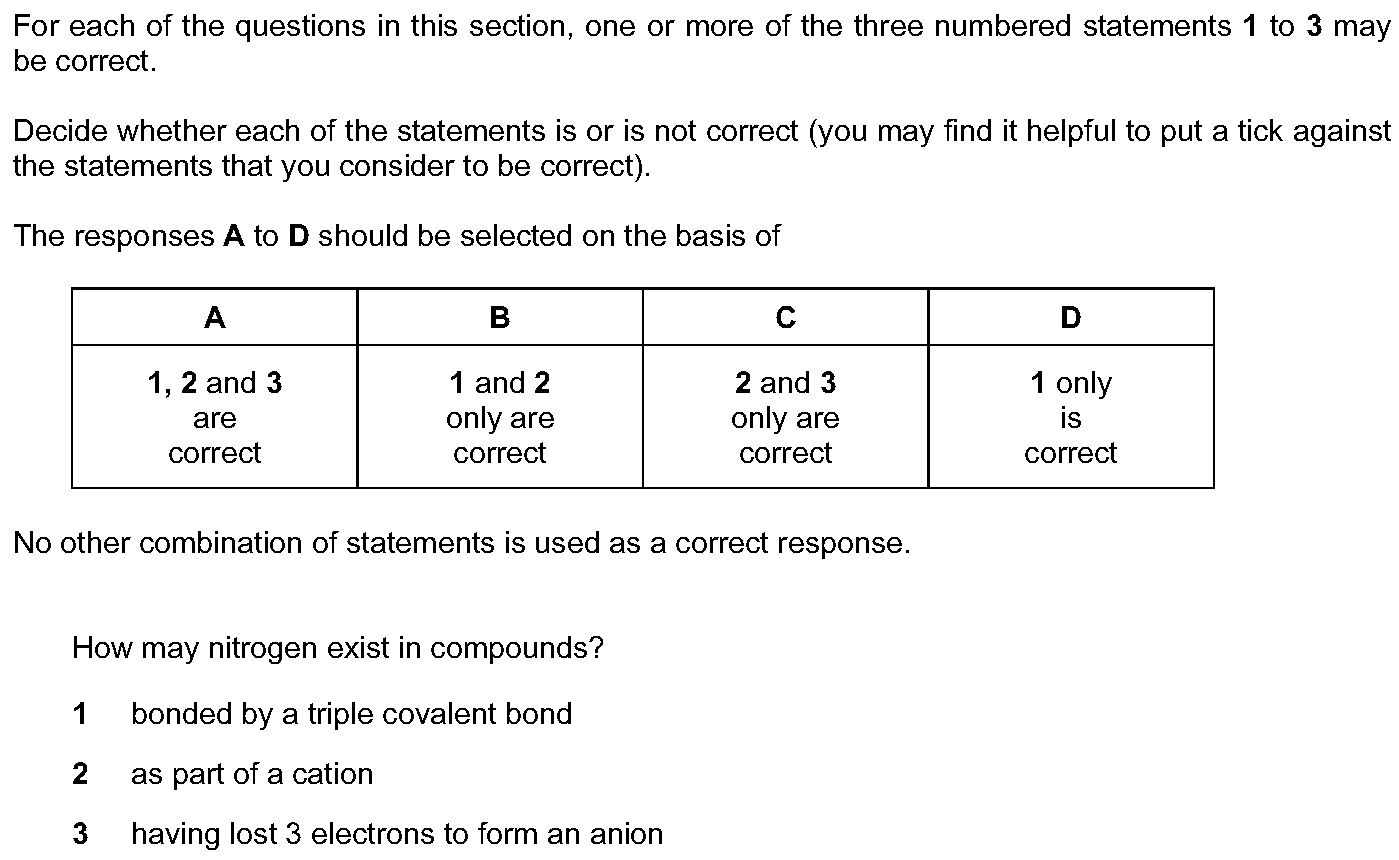 For each of the questions in this section, one or more of the three numbered statements 1 to 3 may
be correct.
Decide whether each of the statements is or is not correct (you may find it helpful to put a tick against
the statements that you consider to be correct).
The responses A to D should be selected on the basis of
A B C D
1, 2 and 3 1 and 2 2 and 3 1 only
are only are only are is
correct correct correct correct
No other combination of statements is used as a correct response.
How may nitrogen exist in compounds?
1 bonded by a triple covalent bond
2 as part of a cation
3 having lost 3 electrons to form an anion